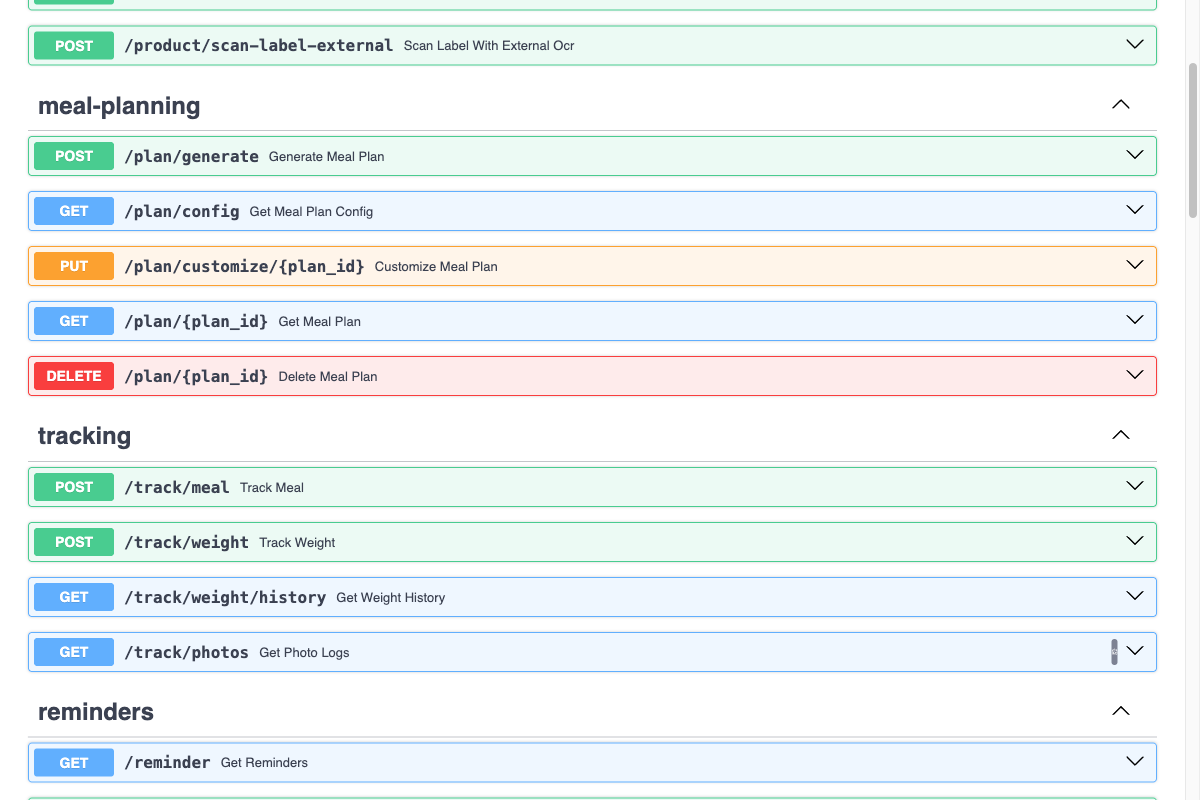 POST /product/scan-label-external Scan Label With External Ocr
meal-planning
POST /plan/generate Generate Meal Plan
GET /plan/config Get Meal Plan Config
PUT /plan/customize/{plan_id} Customize Meal Plan
GET /plan/{plan_id} Get Meal Plan
DELETE /plan/{plan_id} Delete Meal Plan
tracking
POST /track/meal Track Meal
POST /track/weight Track Weight
GET /track/weight/history Get Weight History
GET /track/photos Get Photo Logs
reminders
GET /reminder Get Reminders